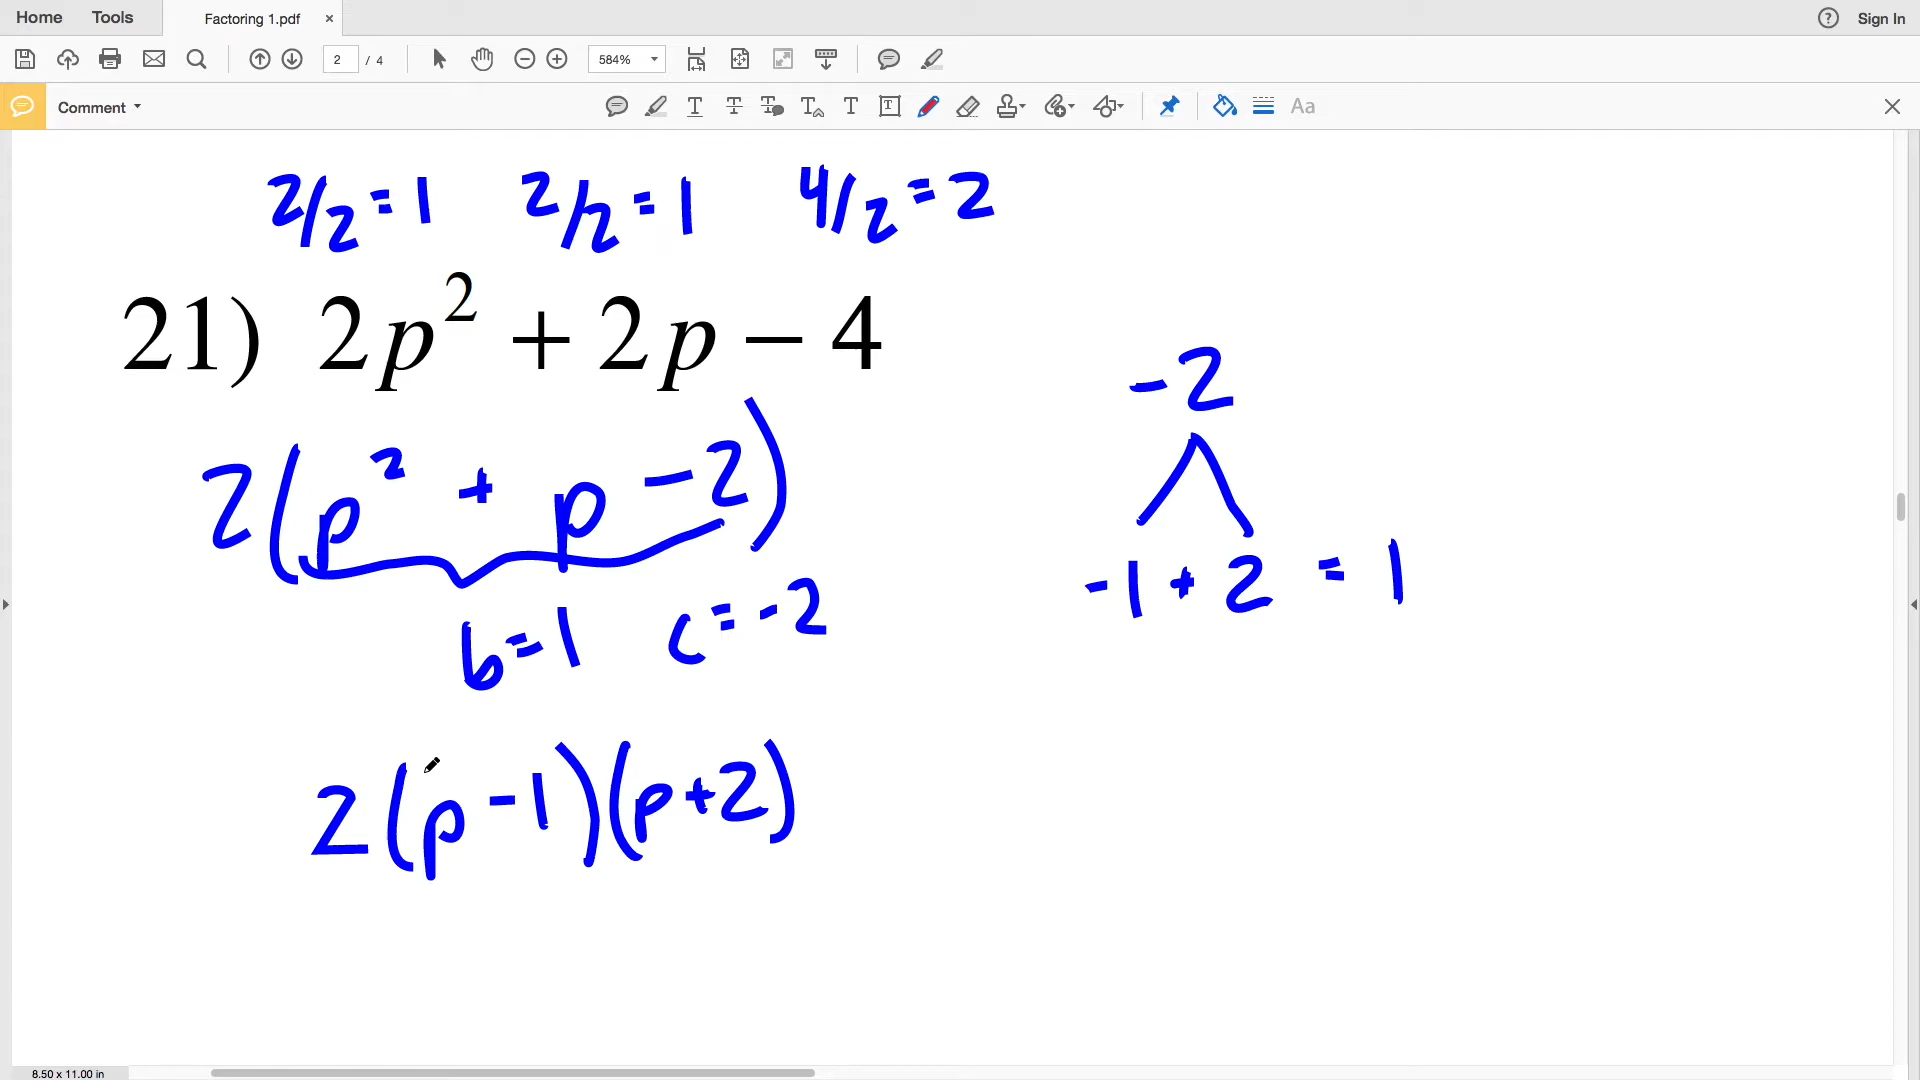 Home Tools Factoring 1.pdf × ? Sign In
2 / 4 584%
Comment T T T T T T Aa
2/2 = 1 2/2 = 1 4/2 = 2
21) 2p² + 2p − 4
2(p² + p − 2)
b = 1 c = -2
2(p − 1)(p + 2)
-2
-1 + 2 = 1
8.50 x 11.00 in